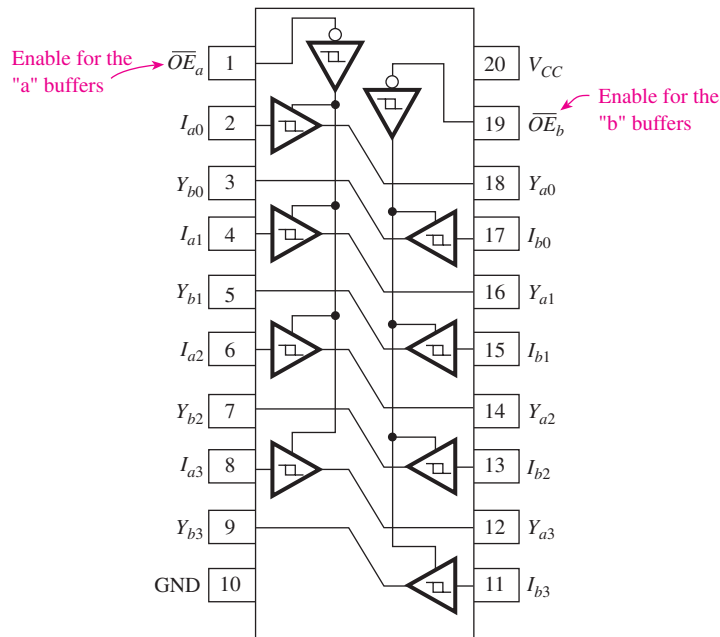 Enable for the
"a" buffers
O̅E̅ₐ 1
20 V_CC
19 O̅E̅_b
Enable for the
"b" buffers
I_a0 2
Y_b0 3
18 Y_a0
I_a1 4
17 I_b0
Y_b1 5
16 Y_a1
I_a2 6
15 I_b1
Y_b2 7
14 Y_a2
I_a3 8
13 I_b2
Y_b3 9
12 Y_a3
GND 10
11 I_b3